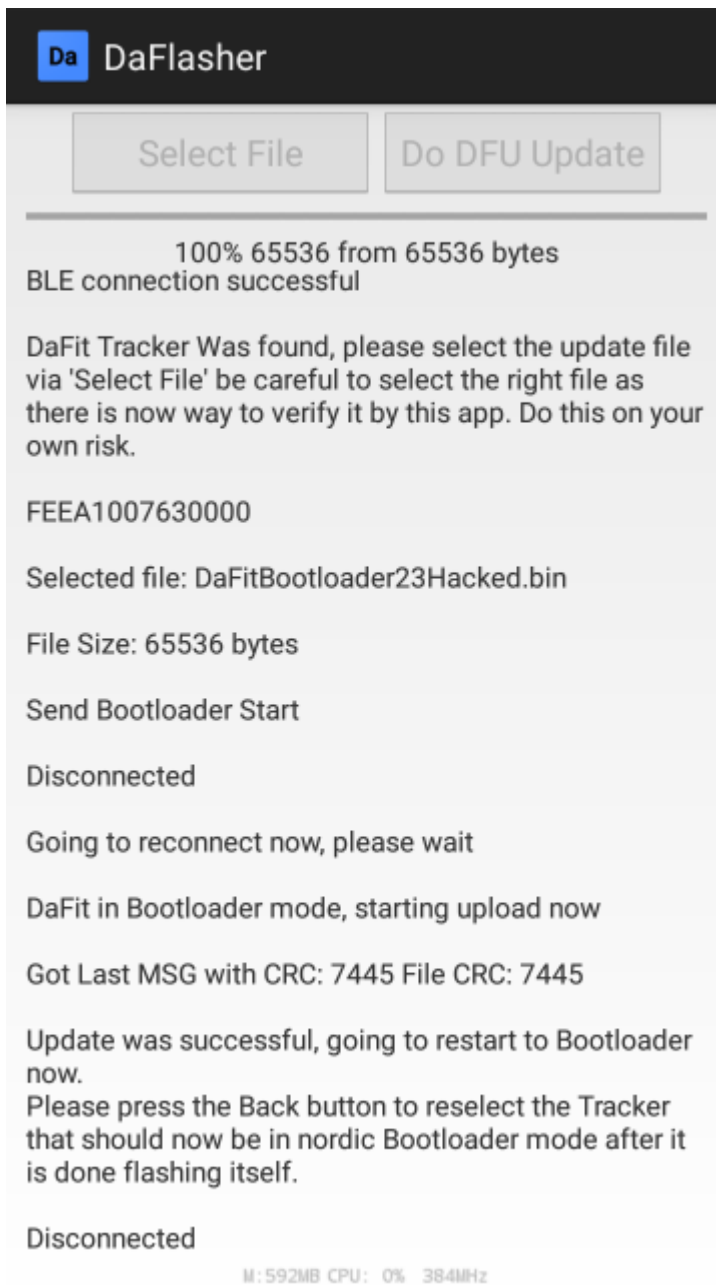 Da DaFlasher
Select File Do DFU Update
100% 65536 from 65536 bytes
BLE connection successful
DaFit Tracker Was found, please select the update file
via 'Select File' be careful to select the right file as
there is now way to verify it by this app. Do this on your
own risk.
FEEA1007630000
Selected file: DaFitBootloader23Hacked.bin
File Size: 65536 bytes
Send Bootloader Start
Disconnected
Going to reconnect now, please wait
DaFit in Bootloader mode, starting upload now
Got Last MSG with CRC: 7445 File CRC: 7445
Update was successful, going to restart to Bootloader
now.
Please press the Back button to reselect the Tracker
that should now be in nordic Bootloader mode after it
is done flashing itself.
Disconnected
M:592MB CPU: 0% 384MHz